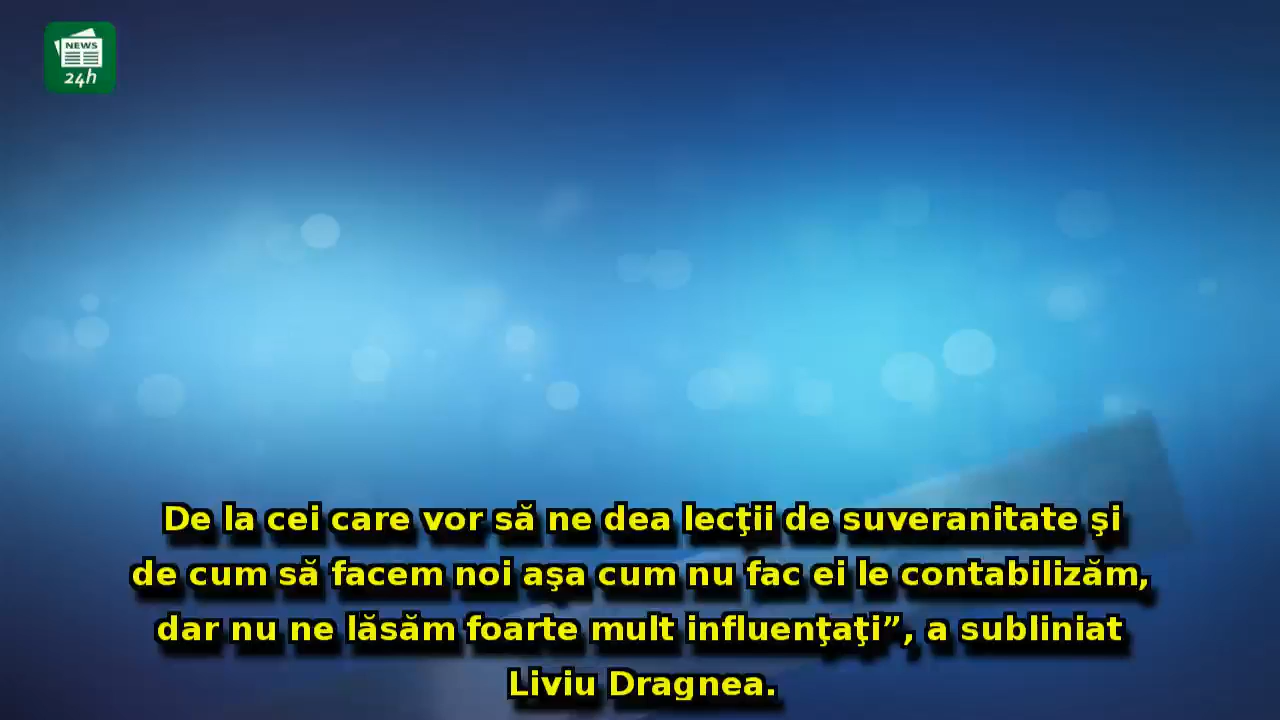 NEWS
24h
De la cei care vor să ne dea lecţii de suveranitate şi
de cum să facem noi aşa cum nu fac ei le contabilizăm,
dar nu ne lăsăm foarte mult influenţaţi”, a subliniat
Liviu Dragnea.